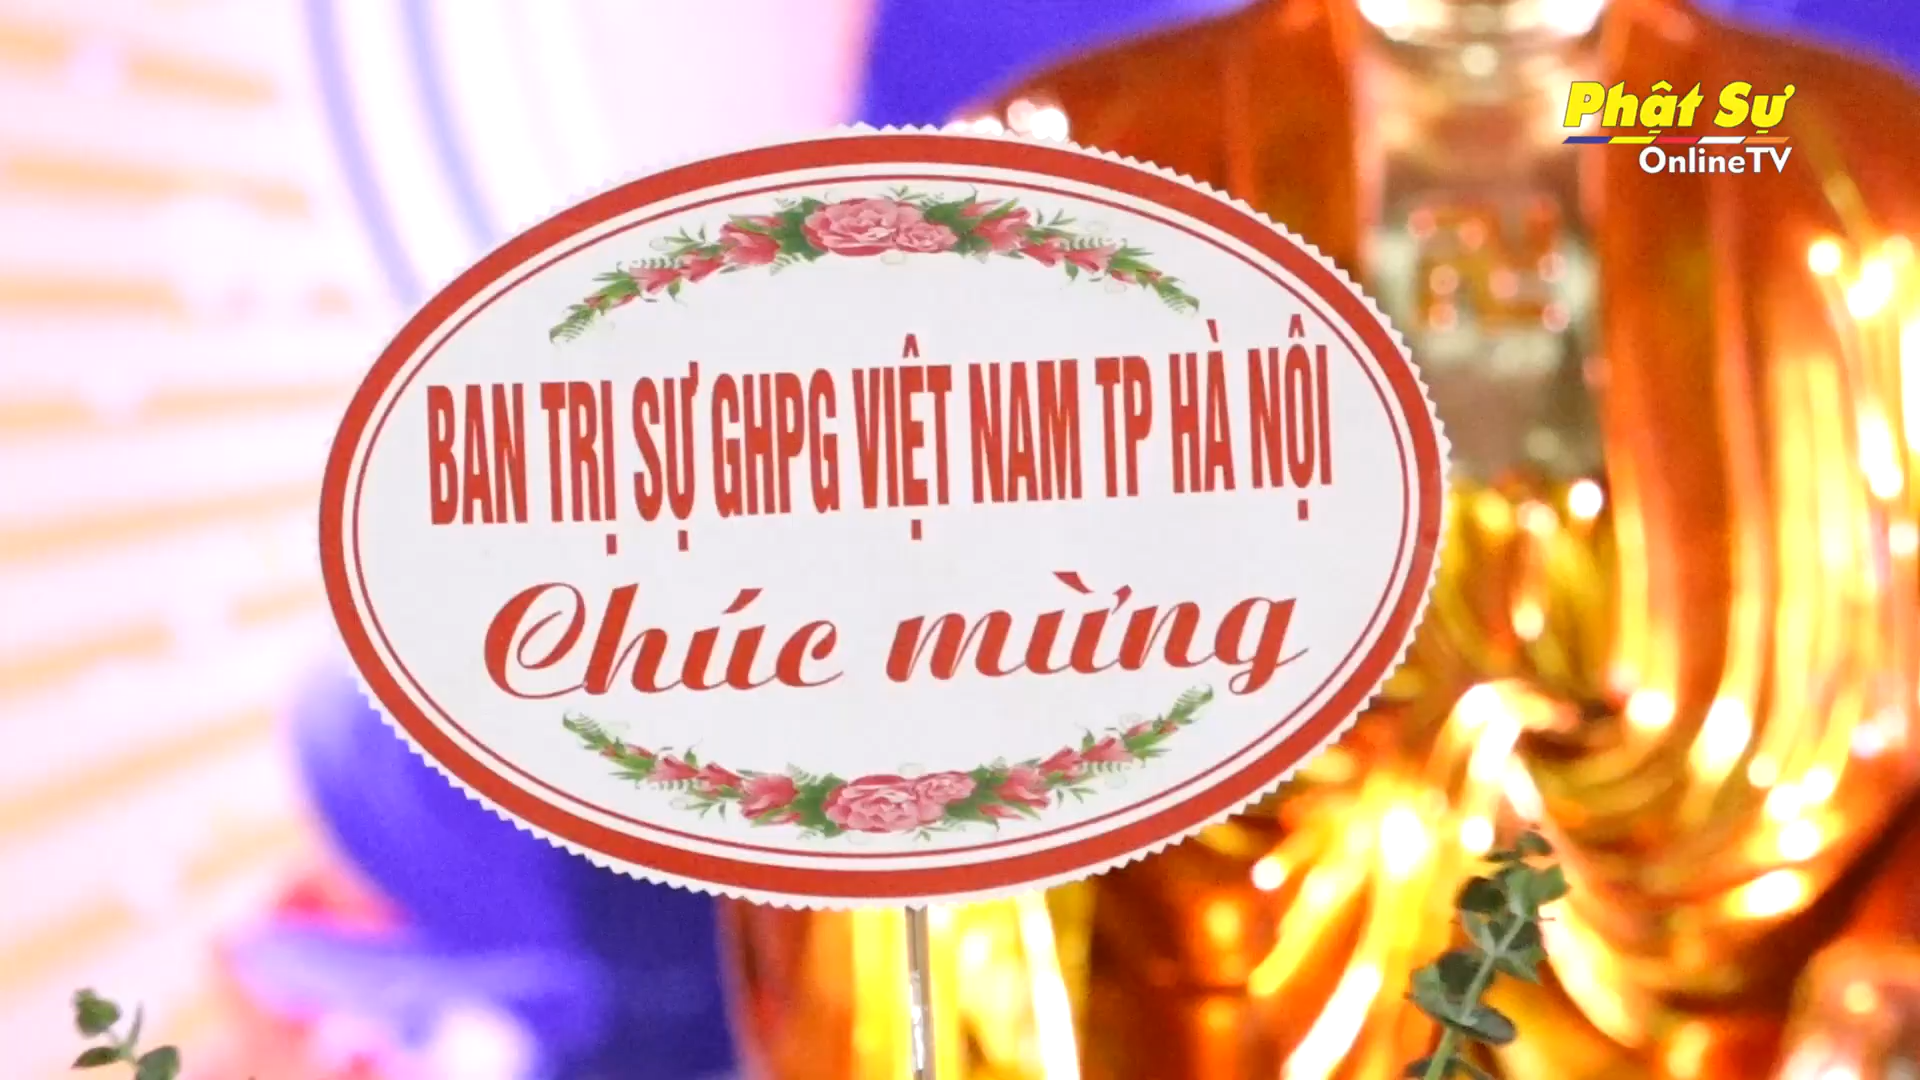 Phật Sự
OnlineTV
BAN TRỊ SỰ GHPG VIỆT NAM TP HÀ NỘI
Chúc mừng